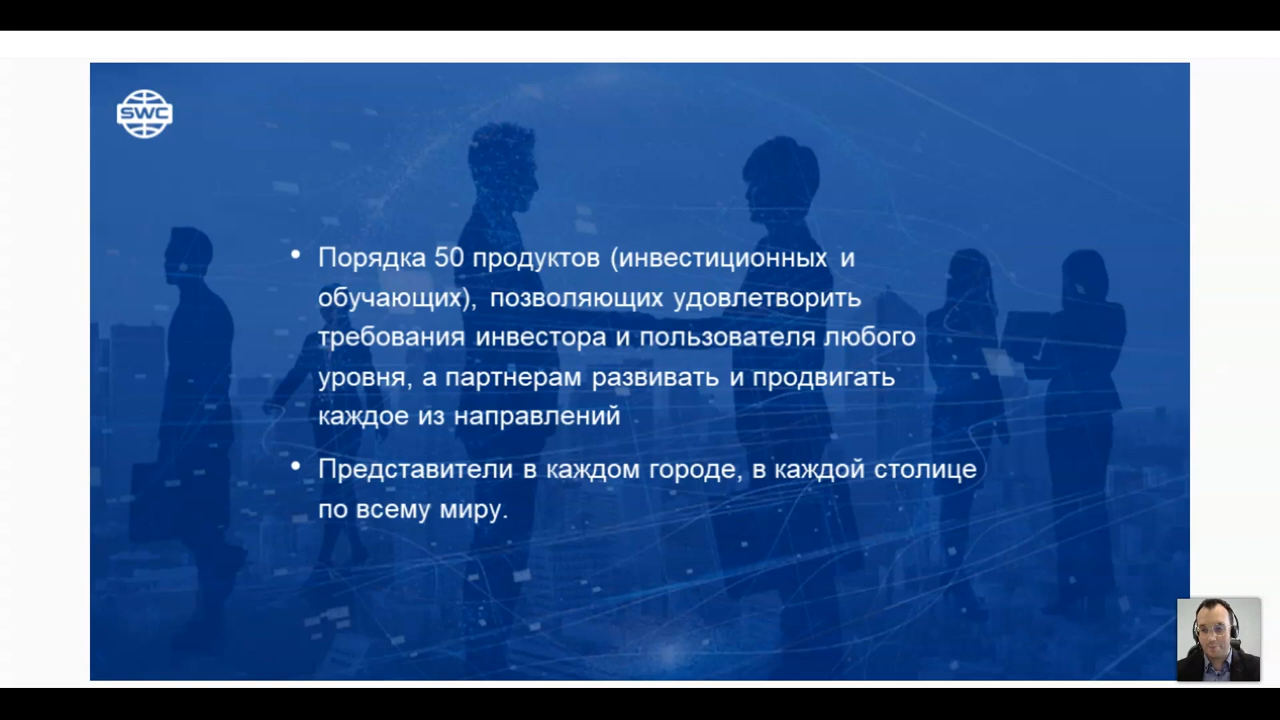 SWC
• Порядка 50 продуктов (инвестиционных и
обучающих), позволяющих удовлетворить
требования инвестора и пользователя любого
уровня, а партнерам развивать и продвигать
каждое из направлений
• Представители в каждом городе, в каждой столице
по всему миру.